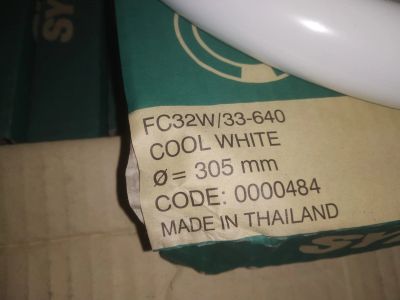 FC32W/33-640
COOL WHITE
Ø= 305 mm
CODE: 0000484
MADE IN THAILAND